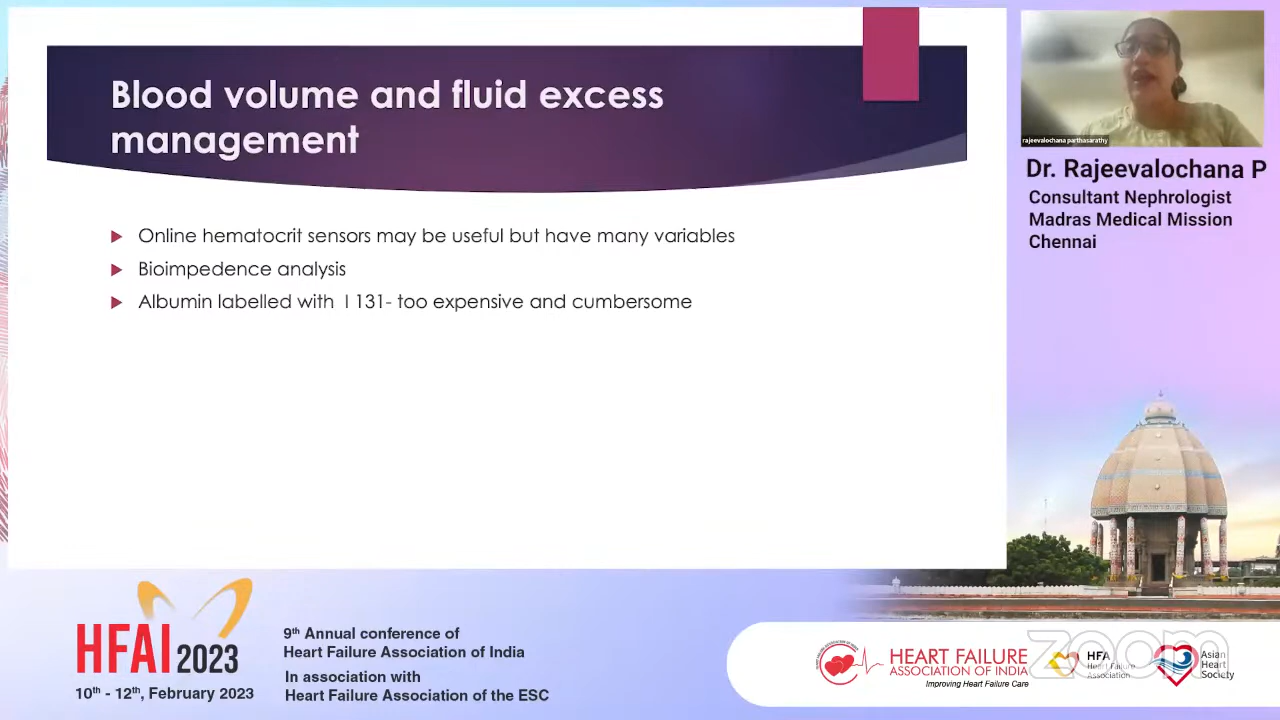 Blood volume and fluid excess
management
Online hematocrit sensors may be useful but have many variables
Bioimpedence analysis
Albumin labelled with I 131- too expensive and cumbersome
rajeevalochana parthasarathy
Dr. Rajeevalochana P
Consultant Nephrologist
Madras Medical Mission
Chennai
HFAI 2023
10th - 12th, February 2023
9th Annual conference of
Heart Failure Association of India
In association with
Heart Failure Association of the ESC
HEART FAILURE
ASSOCIATION OF INDIA
Improving Heart Failure Care
HFA
Heart Failure
Association
Asian
Heart
Society
zoom